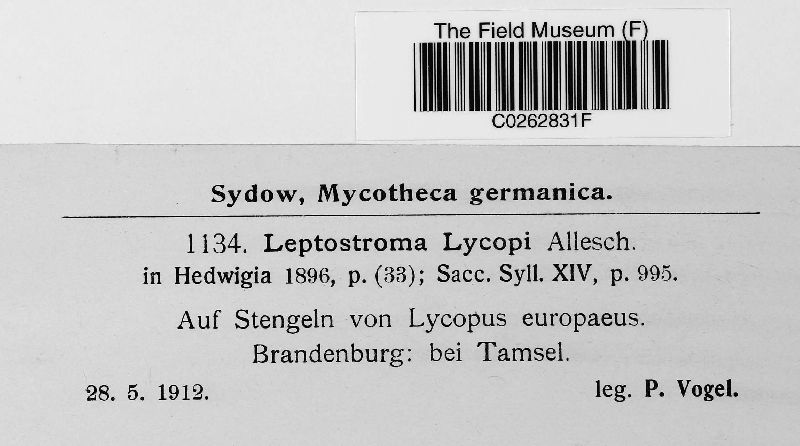 The Field Museum (F)
C0262831F
Sydow, Mycotheca germanica.
1134. Leptostroma Lycopi Allesch.
in Hedwigia 1896, p. (33); Sacc. Syll. XIV, p. 995.
Auf Stengeln von Lycopus europaeus.
Brandenburg: bei Tamsel.
28. 5. 1912. leg. P. Vogel.